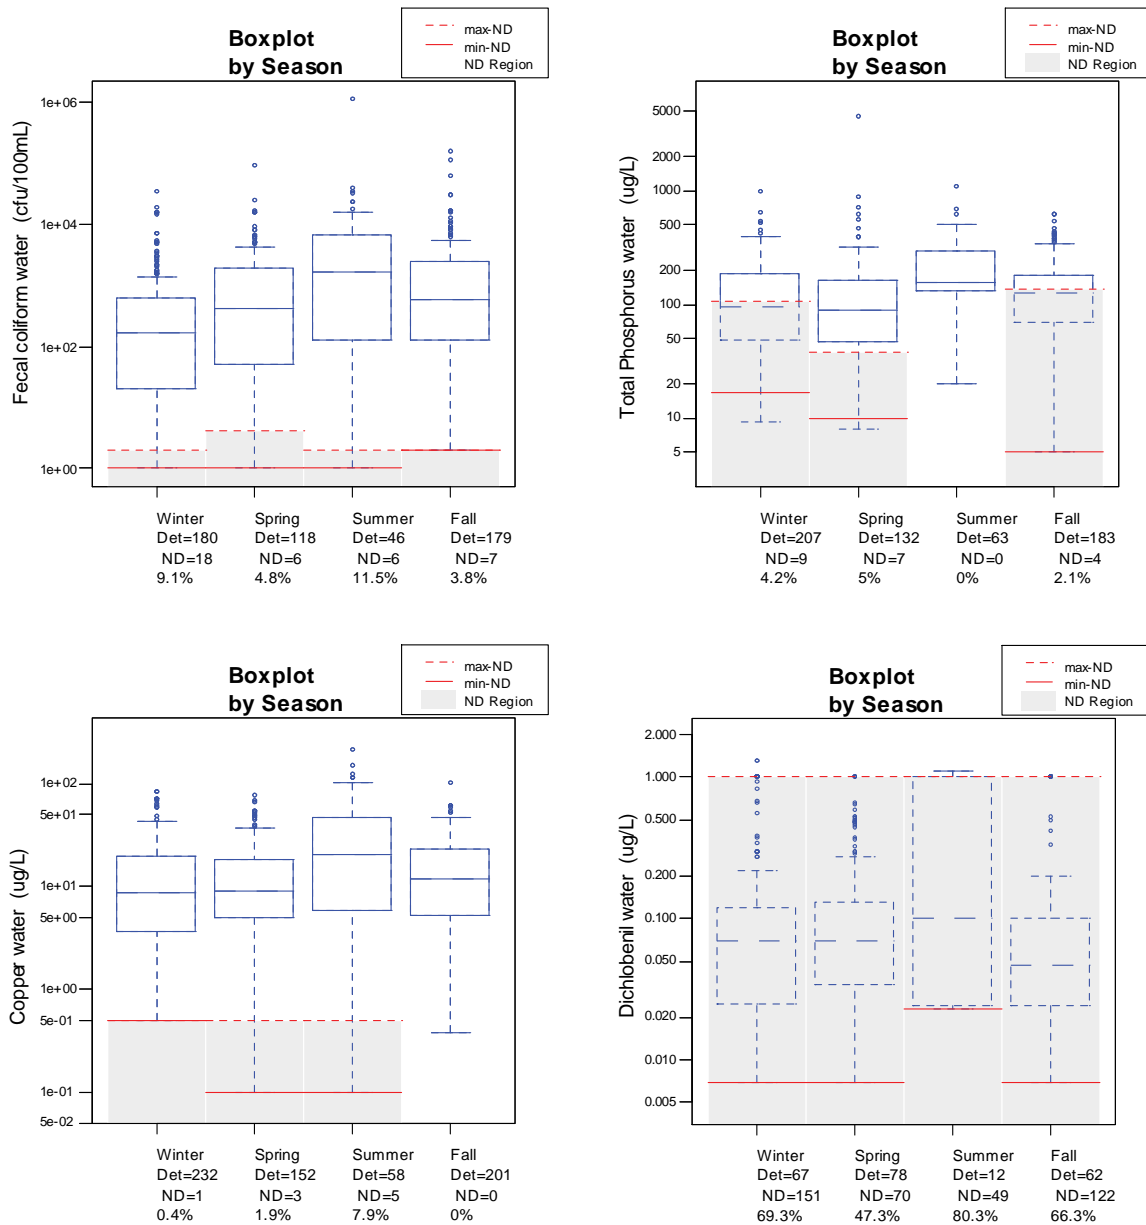 Boxplot
by Season
max-ND
min-ND
ND Region
Fecal coliform water (cfu/100mL)
1e+06
1e+04
1e+02
1e+00
Winter Spring Summer Fall
Det=180 Det=118 Det=46 Det=179
ND=18 ND=6 ND=6 ND=7
9.1% 4.8% 11.5% 3.8%
Boxplot
by Season
max-ND
min-ND
ND Region
Total Phosphorus water (ug/L)
5000
2000
1000
500
200
100
50
20
10
5
Winter Spring Summer Fall
Det=207 Det=132 Det=63 Det=183
ND=9 ND=7 ND=0 ND=4
4.2% 5% 0% 2.1%
Boxplot
by Season
max-ND
min-ND
ND Region
Copper water (ug/L)
1e+02
5e+01
1e+01
5e+00
1e+00
5e-01
1e-01
5e-02
Winter Spring Summer Fall
Det=232 Det=152 Det=58 Det=201
ND=1 ND=3 ND=5 ND=0
0.4% 1.9% 7.9% 0%
Boxplot
by Season
max-ND
min-ND
ND Region
Dichlobenil water (ug/L)
2.000
1.000
0.500
0.200
0.100
0.050
0.020
0.010
0.005
Winter Spring Summer Fall
Det=67 Det=78 Det=12 Det=62
ND=151 ND=70 ND=49 ND=122
69.3% 47.3% 80.3% 66.3%